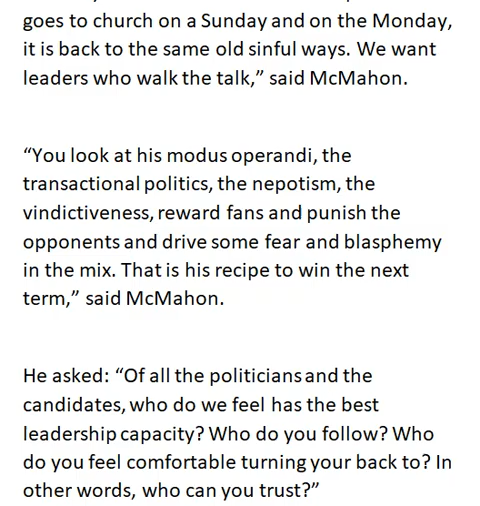 goes to church on a Sunday and on the Monday,
it is back to the same old sinful ways. We want
leaders who walk the talk,” said McMahon.
“You look at his modus operandi, the
transactional politics, the nepotism, the
vindictiveness, reward fans and punish the
opponents and drive some fear and blasphemy
in the mix. That is his recipe to win the next
term,” said McMahon.
He asked: “Of all the politicians and the
candidates, who do we feel has the best
leadership capacity? Who do you follow? Who
do you feel comfortable turning your back to? In
other words, who can you trust?”